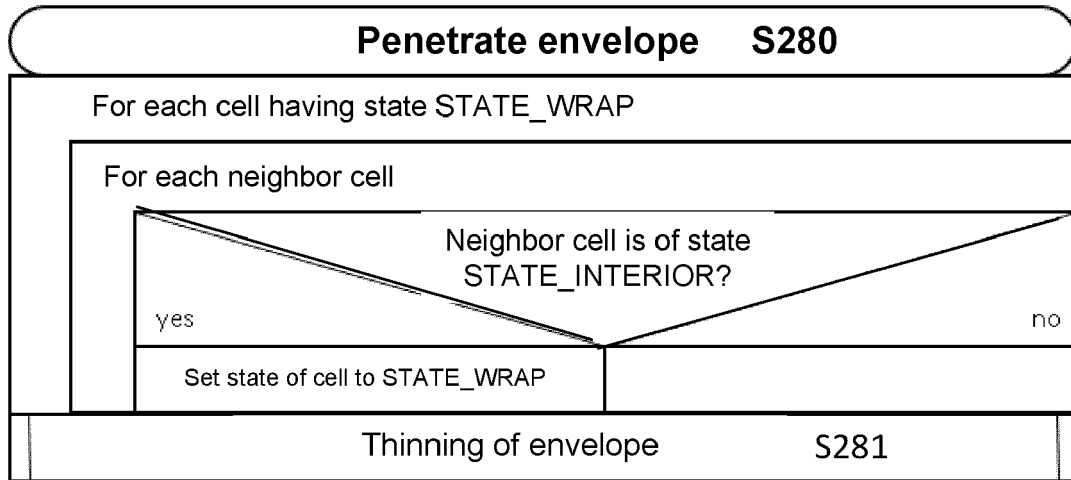 Penetrate envelope S280
For each cell having state STATE_WRAP
For each neighbor cell
Neighbor cell is of state
STATE_INTERIOR?
yes
no
Set state of cell to STATE_WRAP
Thinning of envelope S281